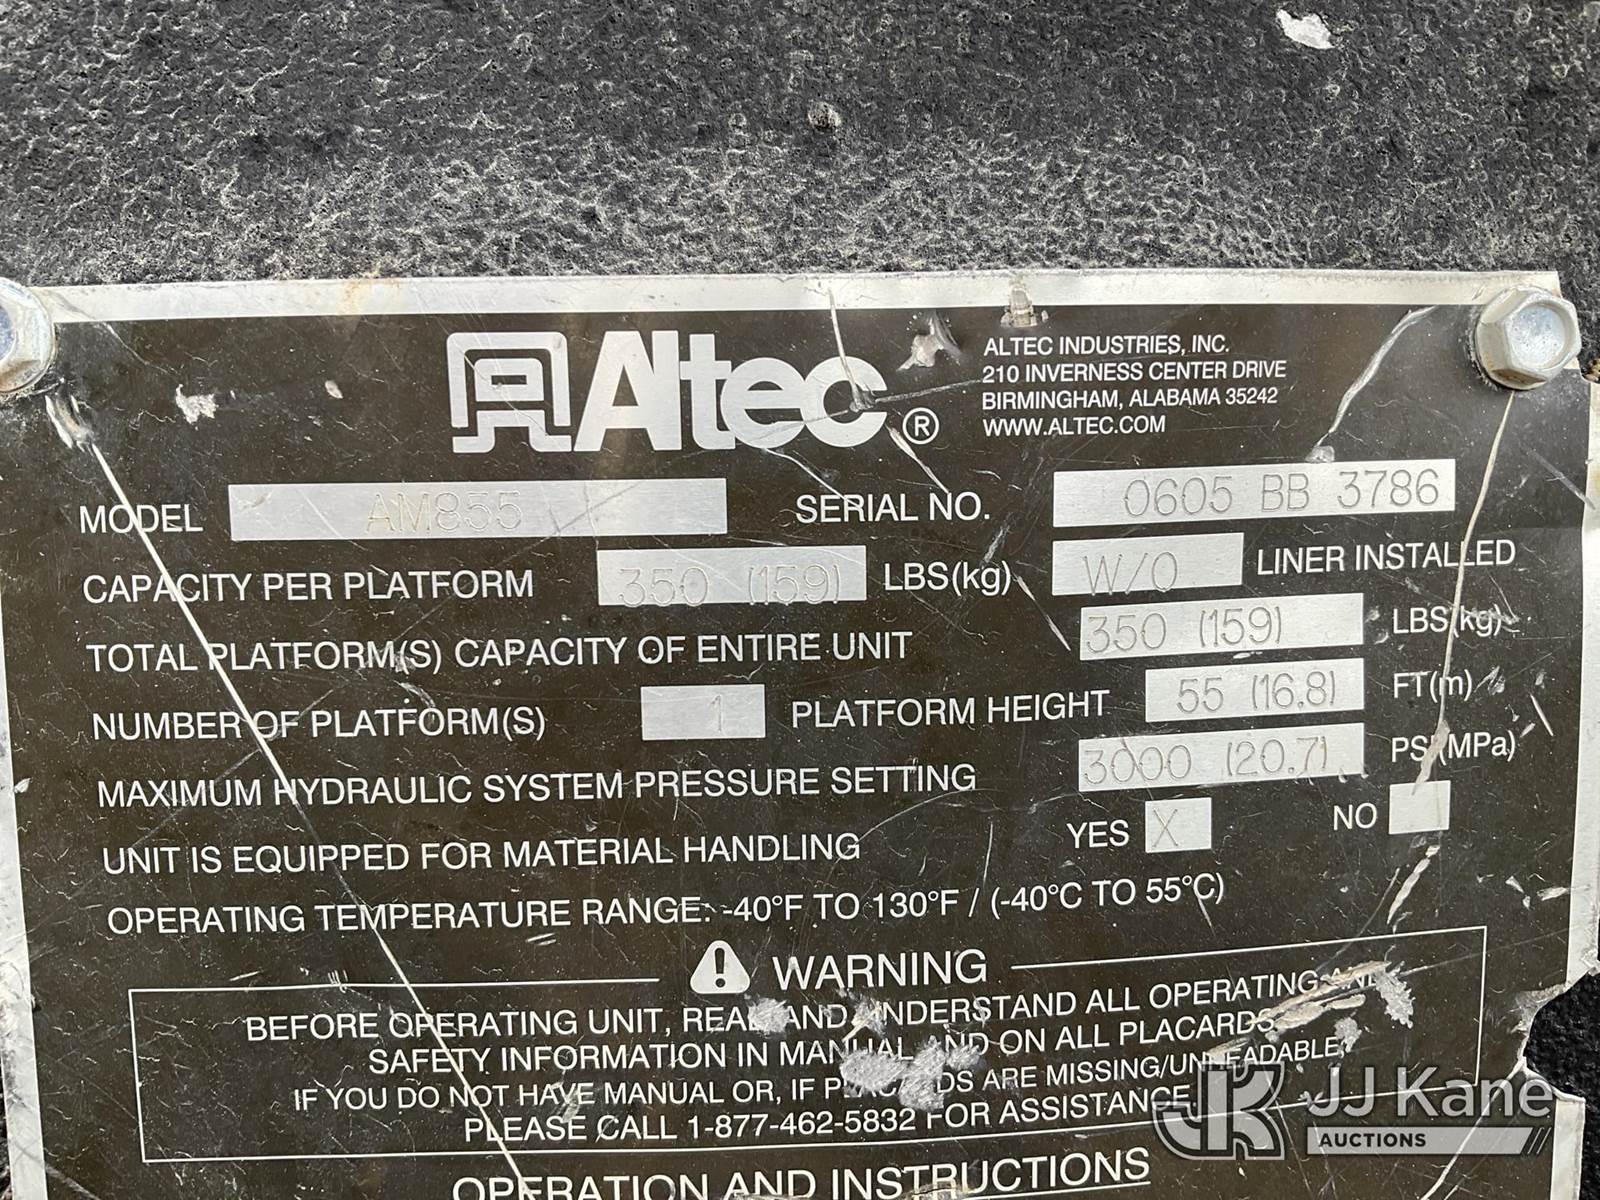 Altec®
ALTEC INDUSTRIES, INC.
210 INVERNESS CENTER DRIVE
BIRMINGHAM, ALABAMA 35242
WWW.ALTEC.COM
MODEL AM855 SERIAL NO. 0605 BB 3786
CAPACITY PER PLATFORM 350 (159) LBS(kg) W/O LINER INSTALLED
TOTAL PLATFORM(S) CAPACITY OF ENTIRE UNIT 350 (159) LBS(kg)
NUMBER OF PLATFORM(S) 1 PLATFORM HEIGHT 55 (16.8) FT(m)
MAXIMUM HYDRAULIC SYSTEM PRESSURE SETTING 3000 (20.7) PSI(MPa)
UNIT IS EQUIPPED FOR MATERIAL HANDLING YES X NO
OPERATING TEMPERATURE RANGE: -40°F TO 130°F / (-40°C TO 55°C)
WARNING
BEFORE OPERATING UNIT, READ AND UNDERSTAND ALL OPERATING AND
SAFETY INFORMATION IN MANUAL AND ON ALL PLACARDS.
IF YOU DO NOT HAVE MANUAL OR, IF PLACARDS ARE MISSING/UNREADABLE,
PLEASE CALL 1-877-462-5832 FOR ASSISTANCE.
OPERATION AND INSTRUCTIONS
JJ Kane
AUCTIONS